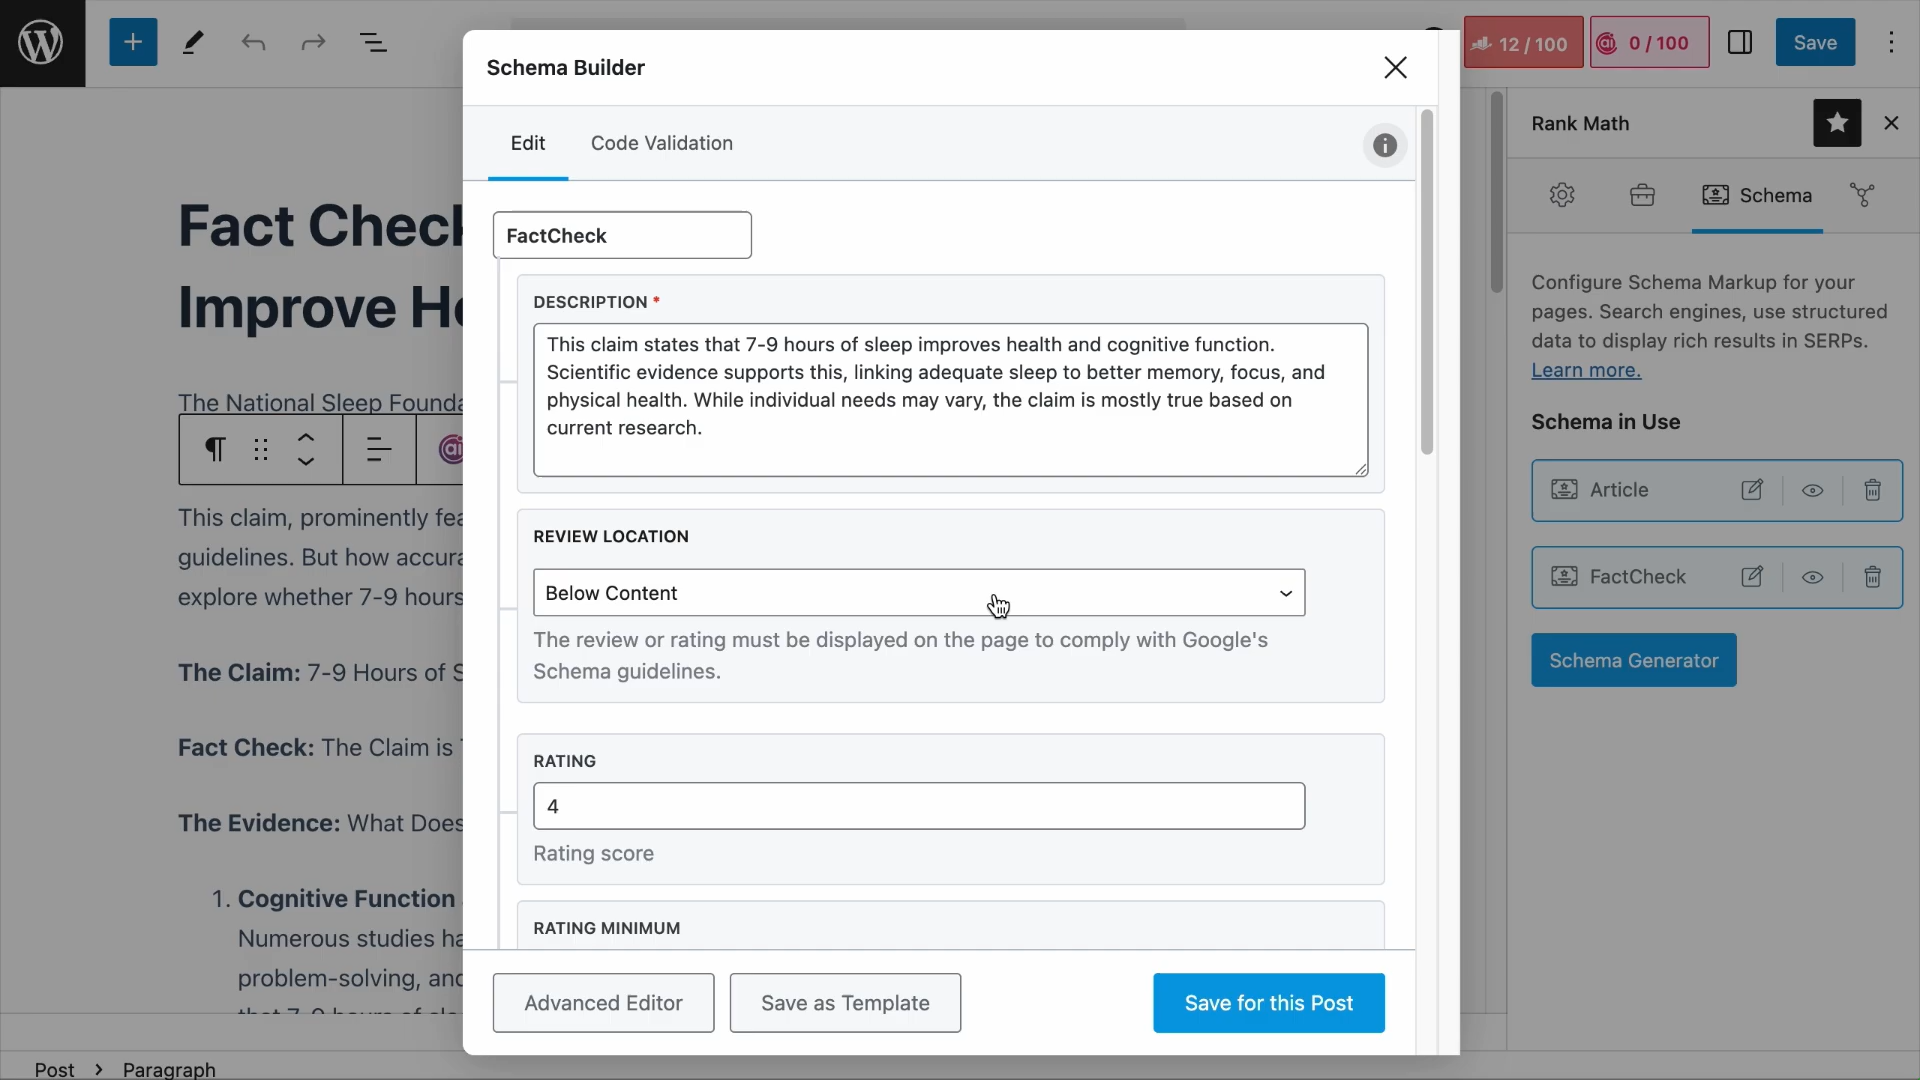 12 / 100
0 / 100
Save
Schema Builder
Edit
Code Validation
FactCheck
DESCRIPTION *
This claim states that 7-9 hours of sleep improves health and cognitive function.
Scientific evidence supports this, linking adequate sleep to better memory, focus, and
physical health. While individual needs may vary, the claim is mostly true based on
current research.
REVIEW LOCATION
Below Content
The review or rating must be displayed on the page to comply with Google's
Schema guidelines.
RATING
4
Rating score
RATING MINIMUM
Advanced Editor
Save as Template
Save for this Post
Fact Check
Improve
The National Sleep
This claim, prominently
guidelines. But how
explore whether 7-9 hours
The Claim: 7-9 Hours of
Fact Check: The Claim is
The Evidence: What Does
1. Cognitive Function
Numerous studies
problem-solving,
Post > Paragraph
Rank Math
Schema
Configure Schema Markup for your
pages. Search engines, use structured
data to display rich results in SERPs.
Learn more.
Schema in Use
Article
FactCheck
Schema Generator